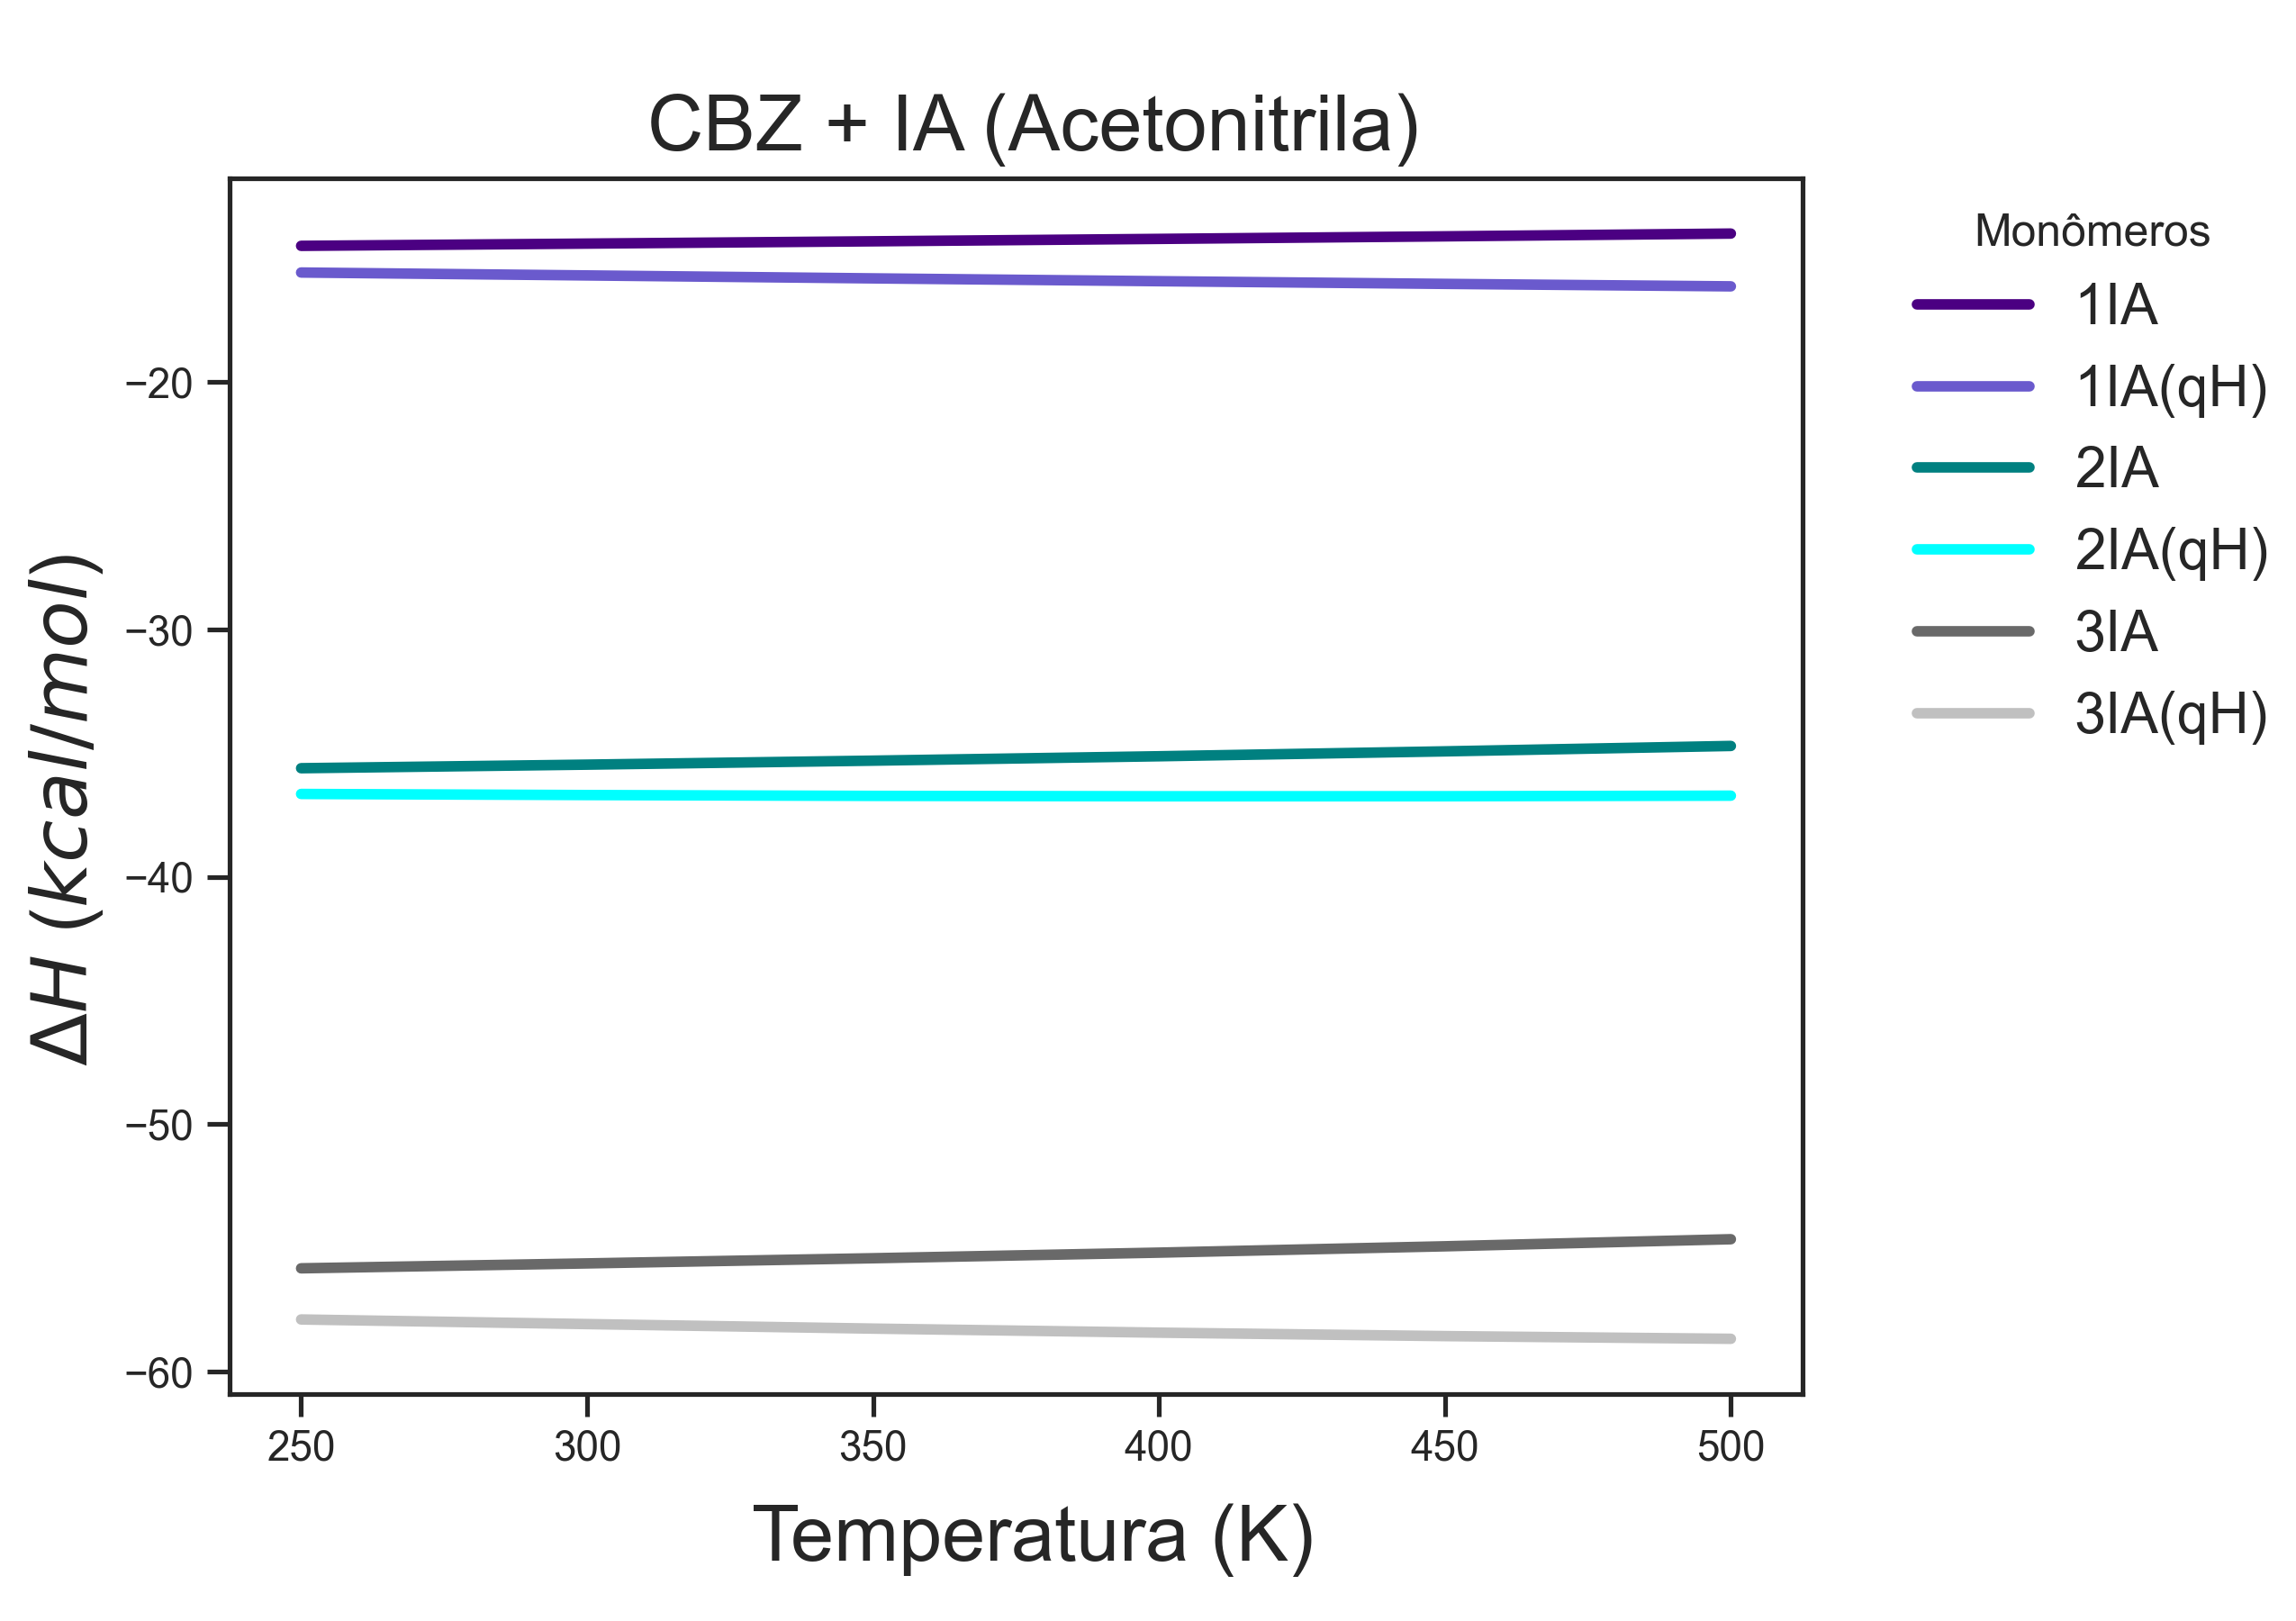 CBZ + IA (Acetonitrila)
ΔH (kcal/mol)
−20
−30
−40
−50
−60
250 300 350 400 450 500
Temperatura (K)
Monômeros
1IA
1IA(qH)
2IA
2IA(qH)
3IA
3IA(qH)